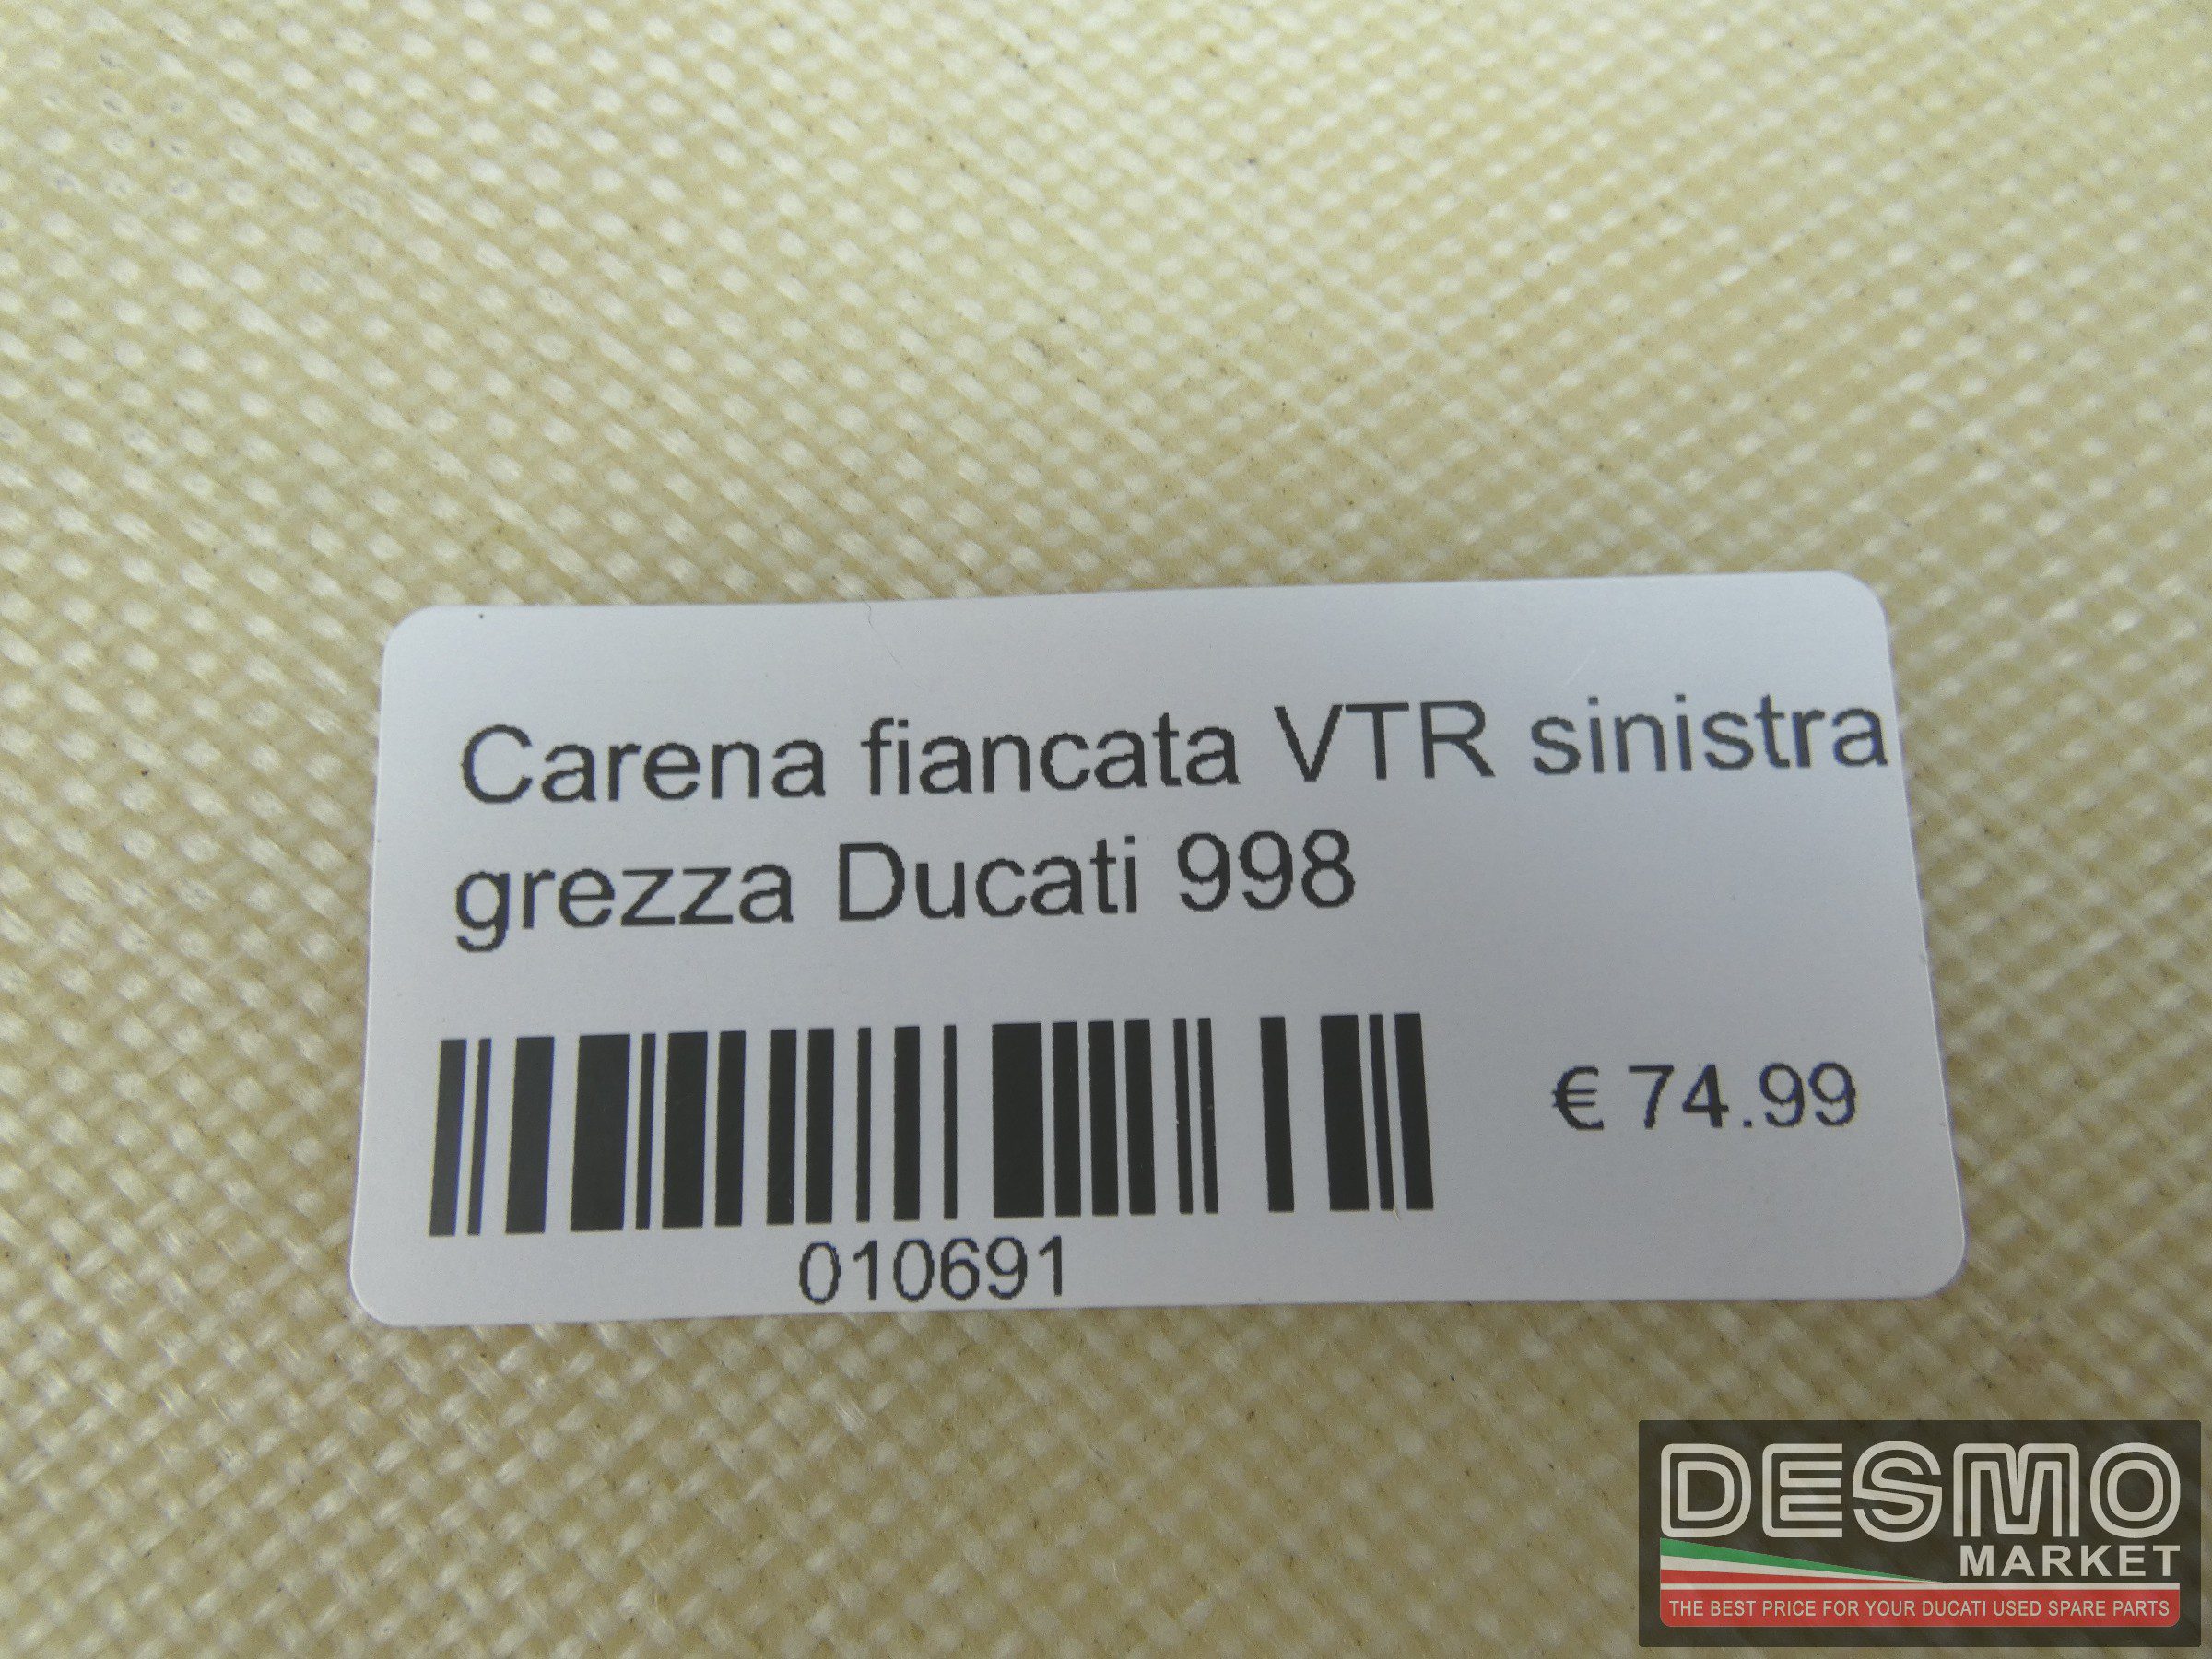 Carena fiancata VTR sinistra
grezza Ducati 998
€ 74.99
010691
DESMO
MARKET
THE BEST PRICE FOR YOUR DUCATI USED SPARE PARTS